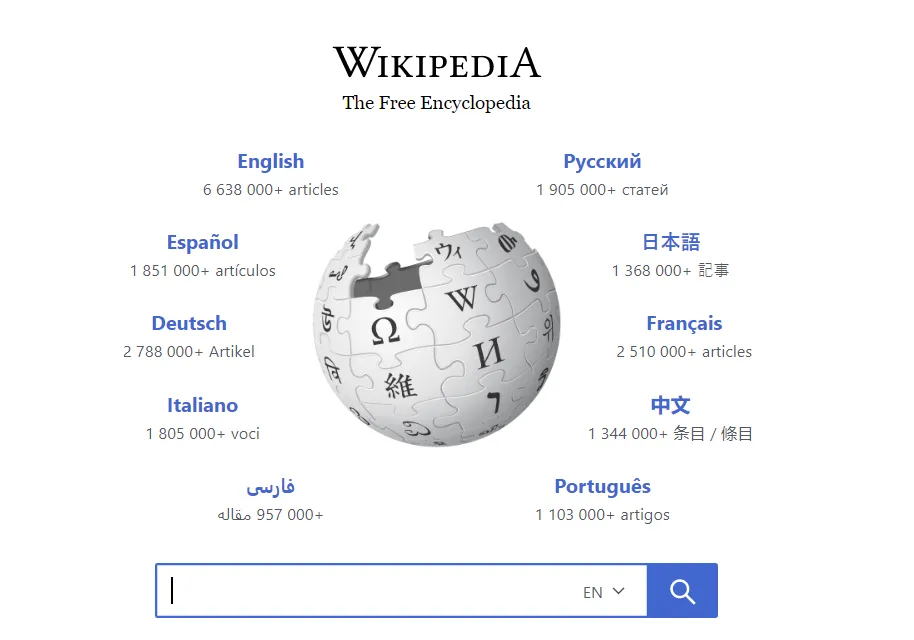 WIKIPEDIA
The Free Encyclopedia
English
6 638 000+ articles
Русский
1 905 000+ статей
Español
1 851 000+ artículos
日本語
1 368 000+ 記事
Deutsch
2 788 000+ Artikel
Français
2 510 000+ articles
Italiano
1 805 000+ voci
中文
1 344 000+ 条目 / 條目
فارسی
957 000+ مقاله
Português
1 103 000+ artigos
Ω
W
И
維
ウィ
EN